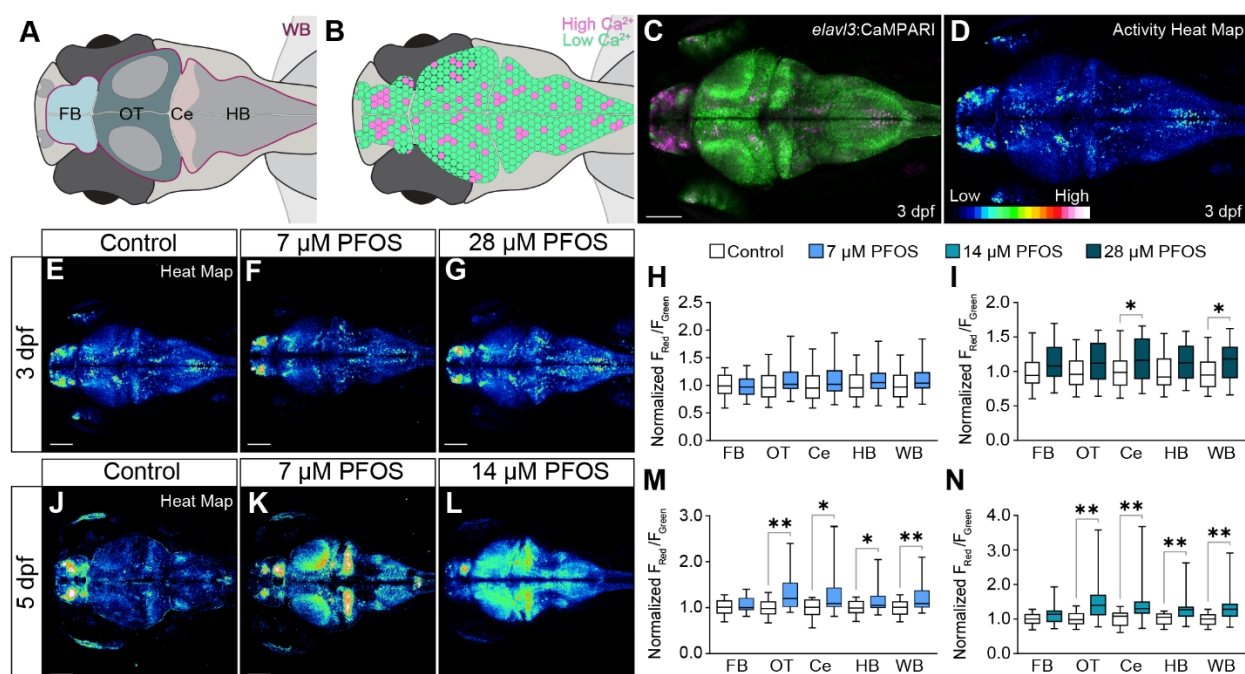 A
WB
FB
OT
Ce
HB
B
High Ca2+
Low Ca2+
C
elavl3:CaMPARI
3 dpf
D
Activity Heat Map
Low
High
3 dpf
Control
7 µM PFOS
28 µM PFOS
3 dpf
E
Heat Map
F
G
Control
7 µM PFOS
14 µM PFOS
28 µM PFOS
H
Normalized FRed/FGreen
2.5
2.0
1.5
1.0
0.5
0.0
FB
OT
Ce
HB
WB
I
Normalized FRed/FGreen
2.0
1.5
1.0
0.5
0.0
*
*
FB
OT
Ce
HB
WB
Control
7 µM PFOS
14 µM PFOS
5 dpf
J
Heat Map
K
L
M
Normalized FRed/FGreen
3.0
2.0
1.0
0.0
**
*
*
**
FB
OT
Ce
HB
WB
N
Normalized FRed/FGreen
4.0
3.0
2.0
1.0
0.0
**
**
**
**
FB
OT
Ce
HB
WB